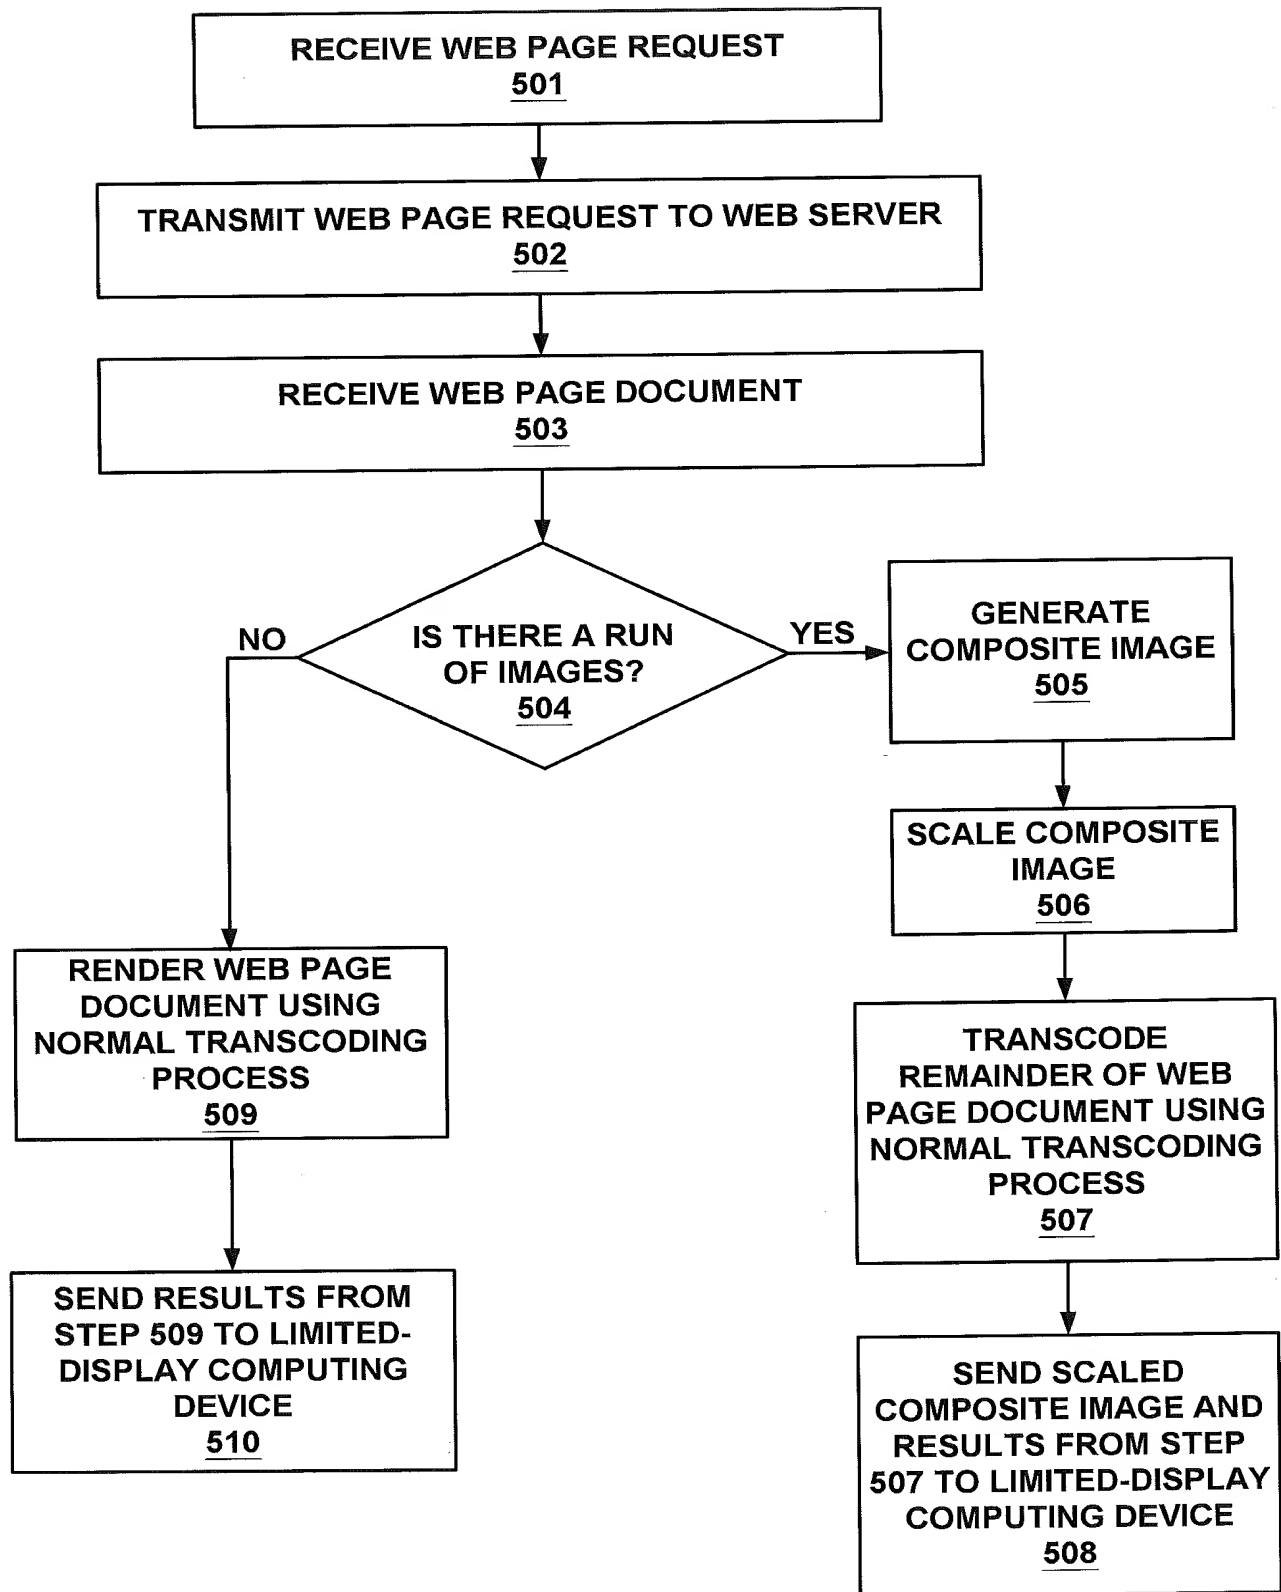 RECEIVE WEB PAGE REQUEST
501
TRANSMIT WEB PAGE REQUEST TO WEB SERVER
502
RECEIVE WEB PAGE DOCUMENT
503
IS THERE A RUN
OF IMAGES?
504
NO
YES
GENERATE
COMPOSITE IMAGE
505
SCALE COMPOSITE
IMAGE
506
TRANSCODE
REMAINDER OF WEB
PAGE DOCUMENT USING
NORMAL TRANSCODING
PROCESS
507
SEND SCALED
COMPOSITE IMAGE AND
RESULTS FROM STEP
507 TO LIMITED-DISPLAY
COMPUTING DEVICE
508
RENDER WEB PAGE
DOCUMENT USING
NORMAL TRANSCODING
PROCESS
509
SEND RESULTS FROM
STEP 509 TO LIMITED-
DISPLAY COMPUTING
DEVICE
510